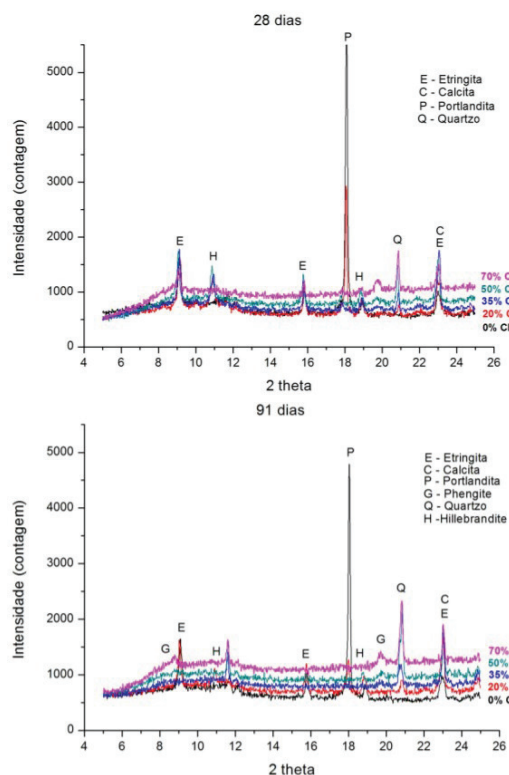 28 dias
P
E - Etringita
C - Calcita
P - Portlandita
Q - Quartzo
Intensidade (contagem)
5000
4000
3000
2000
1000
0
E
H
E
H
Q
C
E
70% C
50% C
35% C
20% C
0% C
4 6 8 10 12 14 16 18 20 22 24 26
2 theta
91 dias
P
E - Etringita
C - Calcita
P - Portlandita
G - Phengite
Q - Quartzo
H -Hillebrandite
Intensidade (contagem)
5000
4000
3000
2000
1000
0
G
E
H
E
H
G
Q
C
E
70%
50%
35%
20%
0% C
4 6 8 10 12 14 16 18 20 22 24 26
2 theta